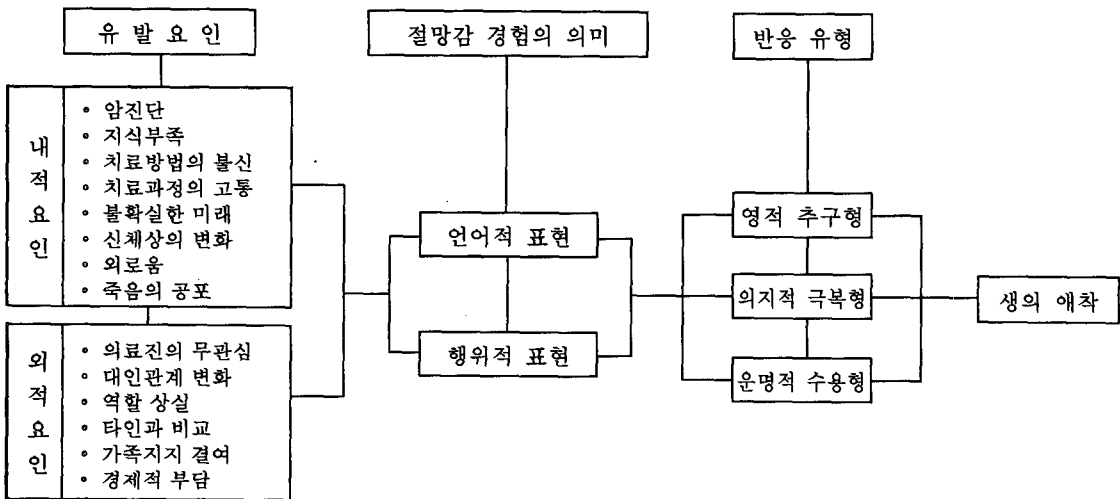 유 발 요 인
내적요인
• 암진단
• 지식부족
• 치료방법의 불신
• 치료과정의 고통
• 불확실한 미래
• 신체상의 변화
• 외로움
• 죽음의 공포
외적요인
• 의료진의 무관심
• 대인관계 변화
• 역할 상실
• 타인과 비교
• 가족지지 결여
• 경제적 부담
절망감 경험의 의미
언어적 표현
행위적 표현
반응 유형
영적 추구형
의지적 극복형
운명적 수용형
생의 애착